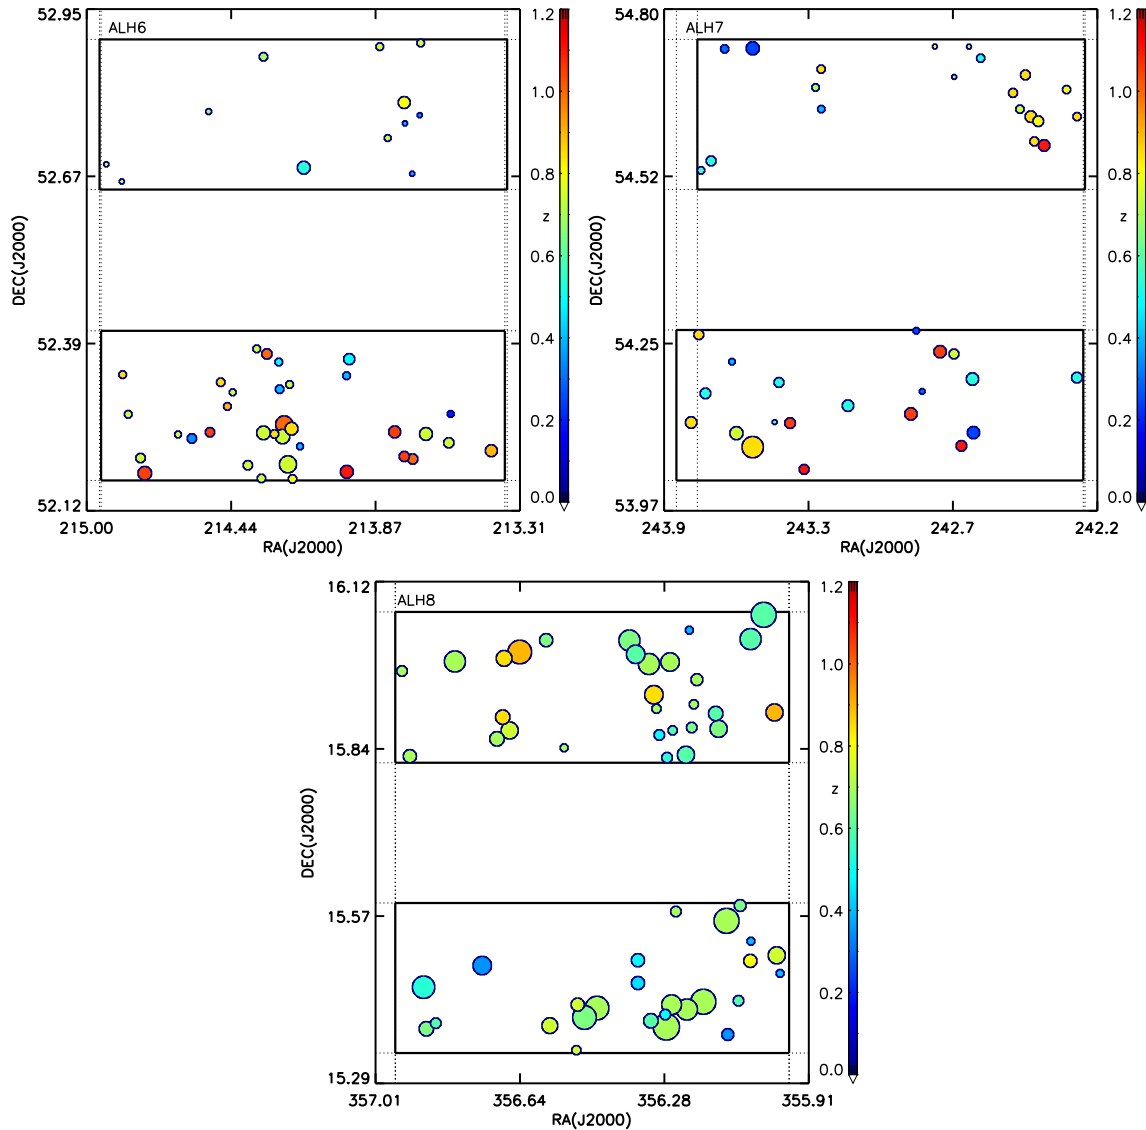 ALH6
52.95
52.67
52.39
52.12
DEC(J2000)
215.00 214.44 213.87 213.31
RA(J2000)
1.2
1.0
0.8
z
0.6
0.4
0.2
0.0
ALH7
54.80
54.52
54.25
53.97
DEC(J2000)
243.9 243.3 242.7 242.2
RA(J2000)
1.2
1.0
0.8
z
0.6
0.4
0.2
0.0
ALH8
16.12
15.84
15.57
15.29
DEC(J2000)
357.01 356.64 356.28 355.91
RA(J2000)
1.2
1.0
0.8
z
0.6
0.4
0.2
0.0